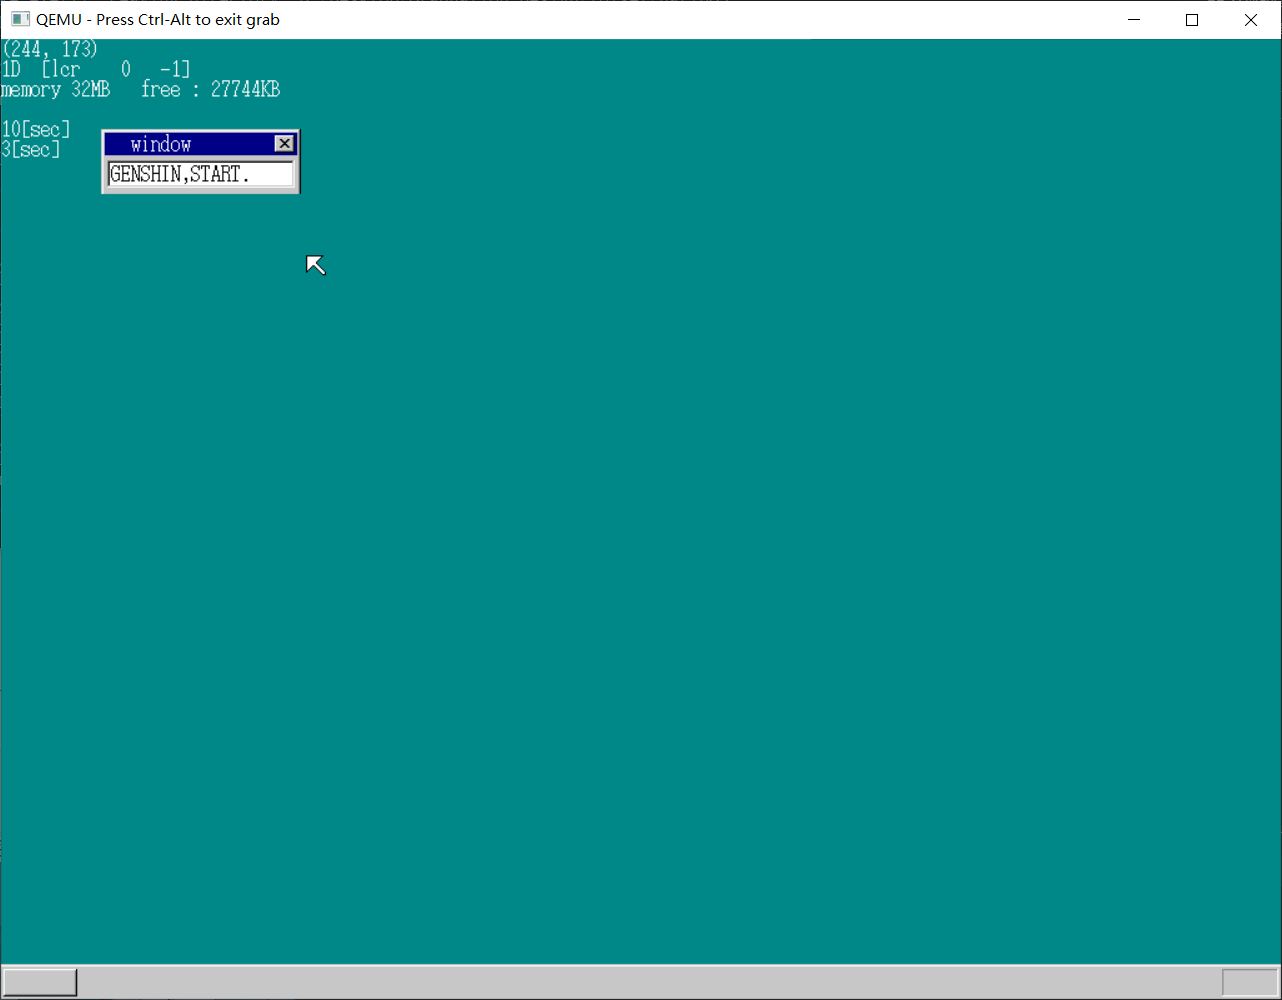 QEMU - Press Ctrl-Alt to exit grab
(244, 173)
1D [lcr 0 -1]
memory 32MB free : 27744KB
10[sec]
3[sec]
window
GENSHIN,START.